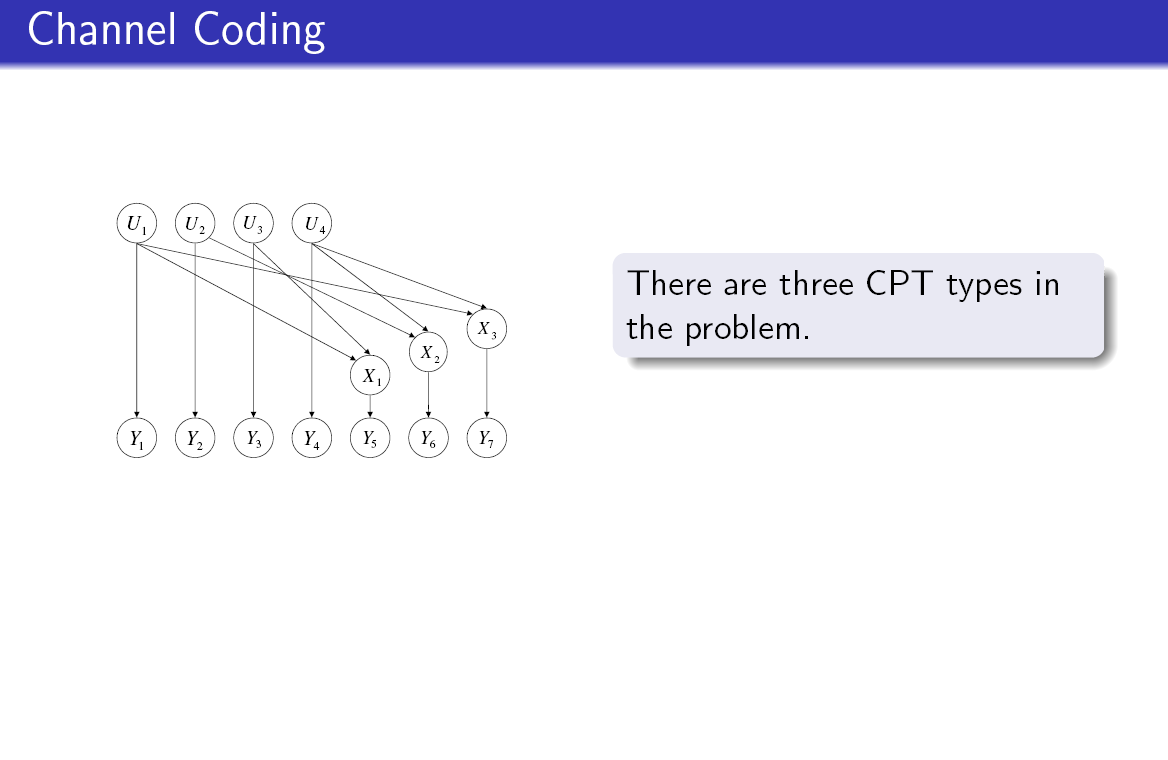 Channel Coding
U1 U2 U3 U4
There are three CPT types in
the problem.
X3
X2
X1
Y1 Y2 Y3 Y4 Y5 Y6 Y7